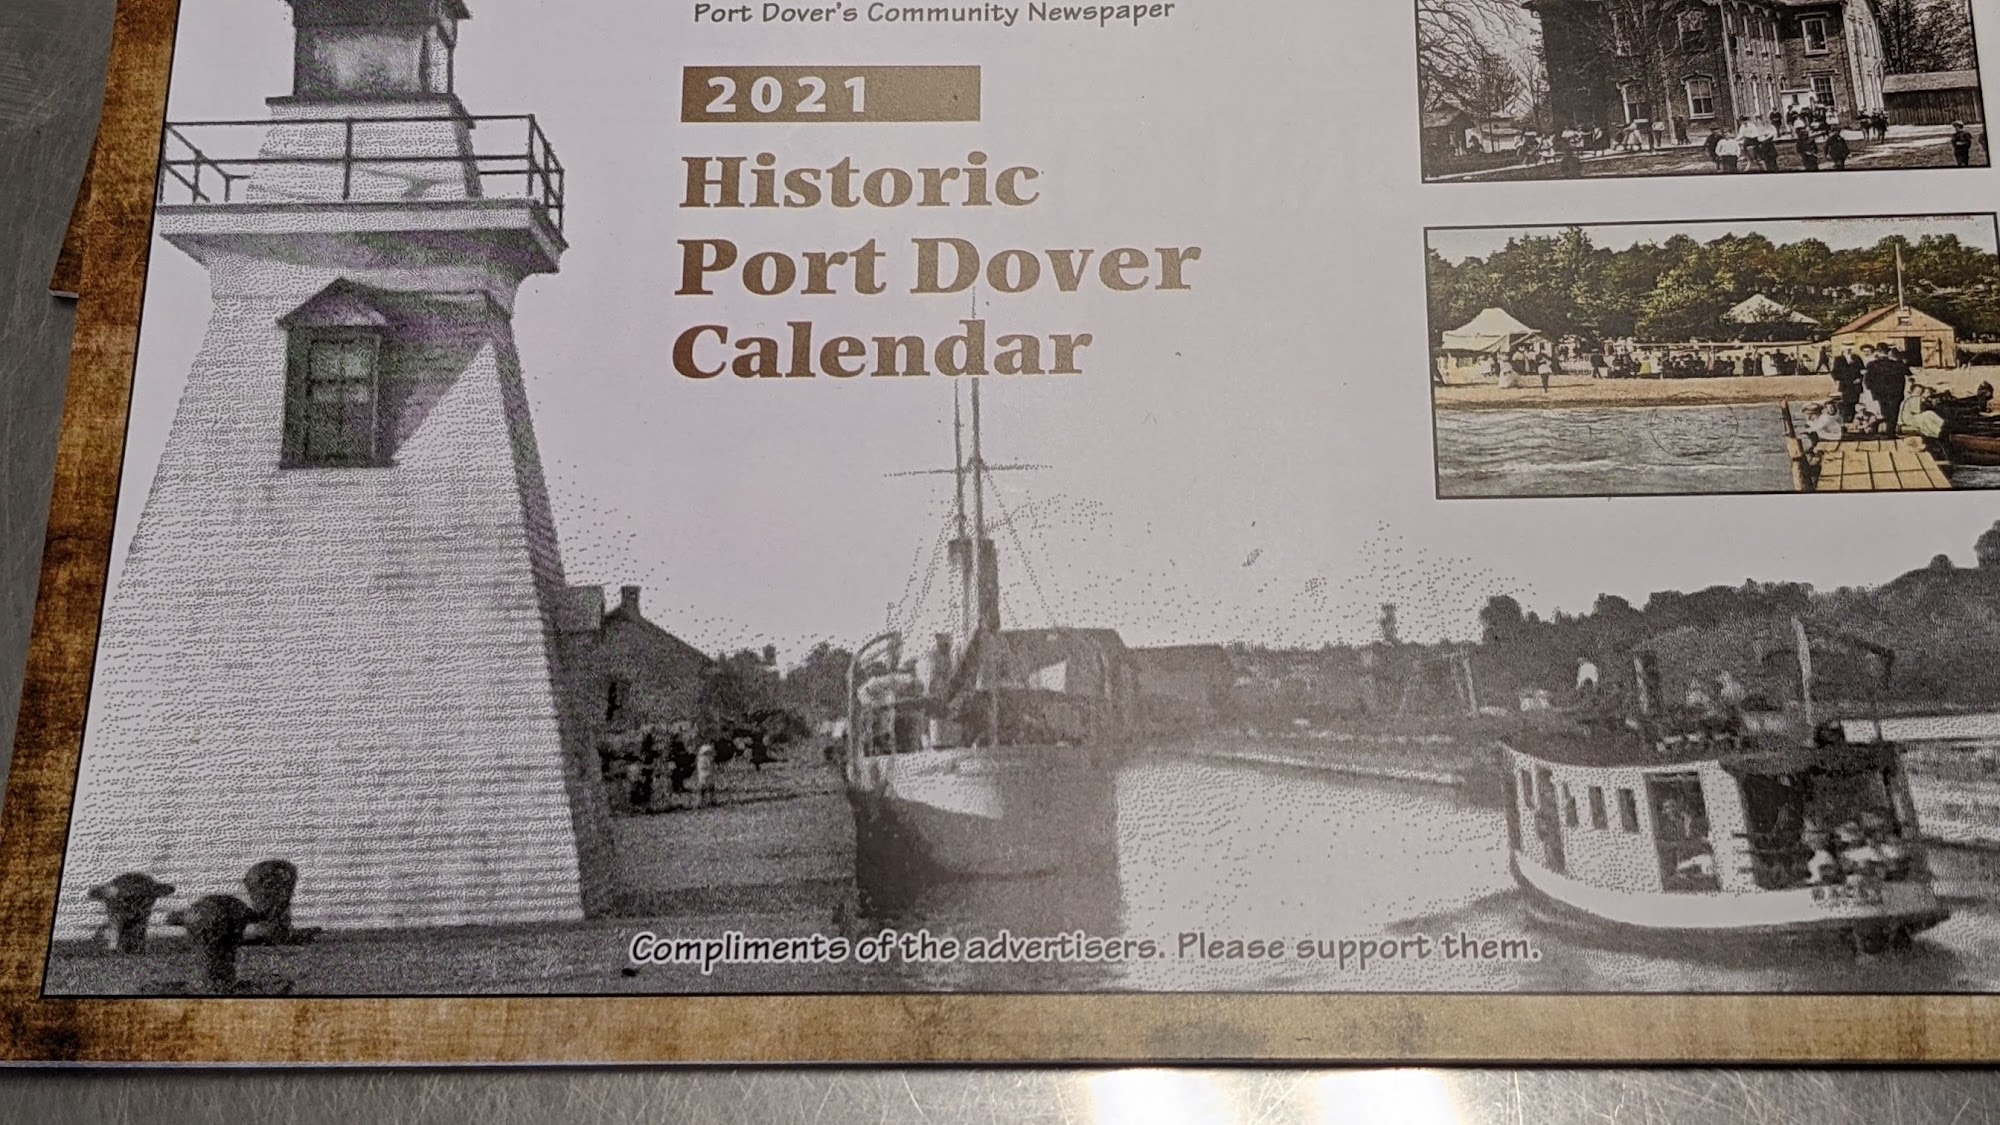 Port Dover's Community Newspaper
2021
Historic
Port Dover
Calendar
Compliments of the advertisers. Please support them.